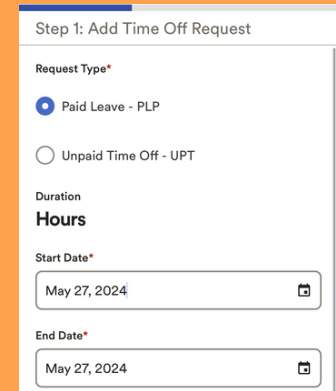 Step 1: Add Time Off Request
Request Type*
Paid Leave - PLP
Unpaid Time Off - UPT
Duration
Hours
Start Date*
May 27, 2024
End Date*
May 27, 2024